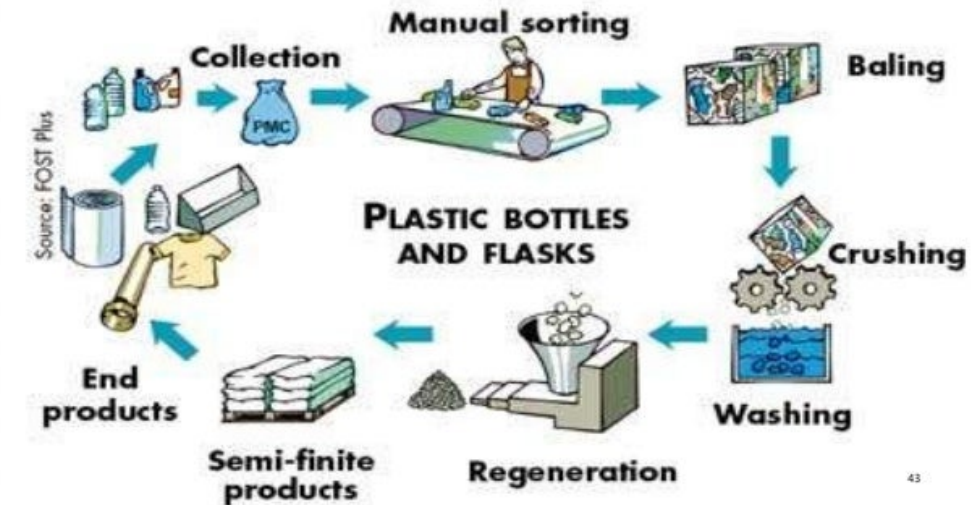 Manual sorting
Collection
Baling
PMC
Source: FOST Plus
PLASTIC BOTTLES
AND FLASKS
Crushing
End
products
Washing
Semi-finite
products
Regeneration
43